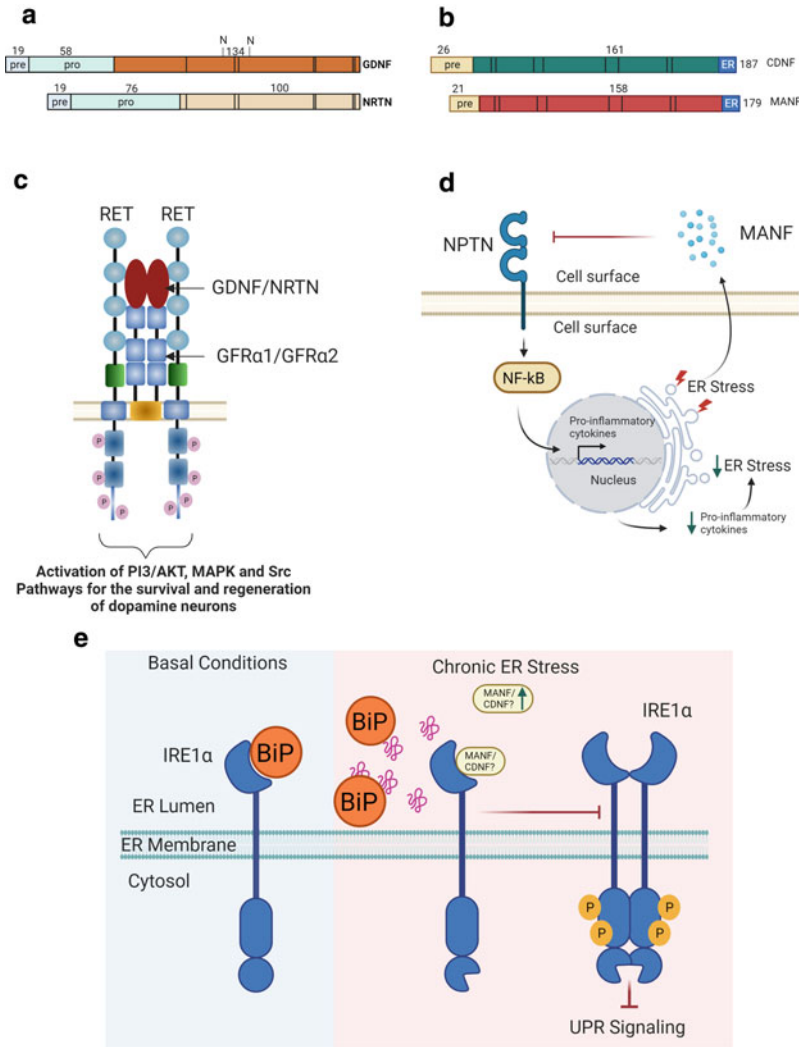 a
N N
19 58 134
pre pro GDNF
19 76 100
pre pro NRTN
b
26 161
pre ER 187 CDNF
21 158
pre ER 179 MANF
c
RET RET
GDNF/NRTN
GFRα1/GFRα2
P P
P P
P P
P P
Activation of PI3/AKT, MAPK and Src
Pathways for the survival and regeneration
of dopamine neurons
d
NPTN
MANF
Cell surface
Cell surface
NF-kB
ER Stress
Pro-inflammatory
cytokines
Nucleus
ER Stress
Pro-inflammatory
cytokines
e
Basal Conditions
Chronic ER Stress
MANF/
CDNF?
IRE1α
BiP
BiP
IRE1α
MANF/
CDNF?
BiP
ER Lumen
ER Membrane
Cytosol
P P
P P
UPR Signaling